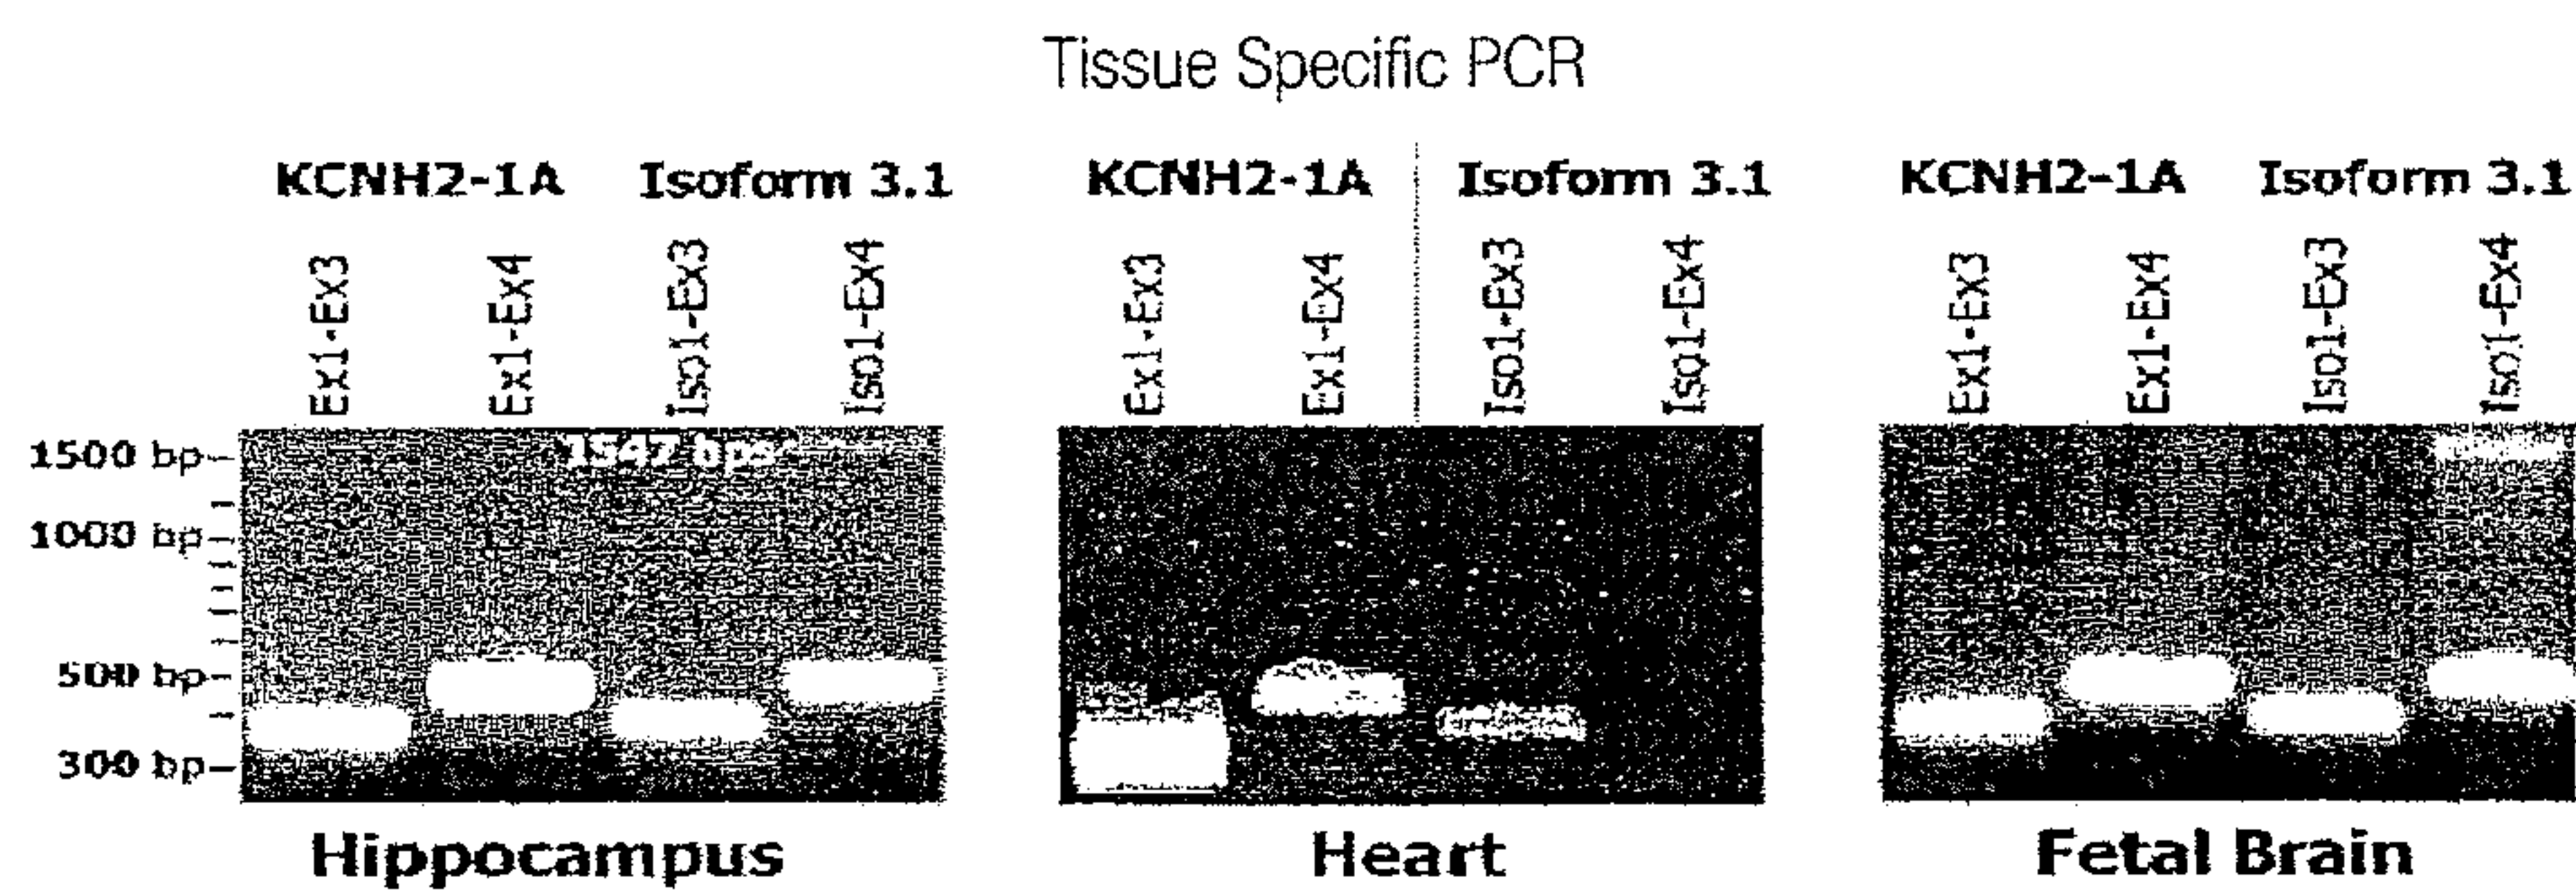 Tissue Specific PCR
KCNH2-1A Isoform 3.1 KCNH2-1A Isoform 3.1 KCNH2-1A Isoform 3.1
Ex1-Ex3 Ex1-Ex4 Iso1-Ex3 Iso1-Ex4 Ex1-Ex3 Ex1-Ex4 Iso1-Ex3 Iso1-Ex4 Ex1-Ex3 Ex1-Ex4 Iso1-Ex3 Iso1-Ex4
1547 bps
1500 bp
1000 bp
500 bp
300 bp
Hippocampus Heart Fetal Brain